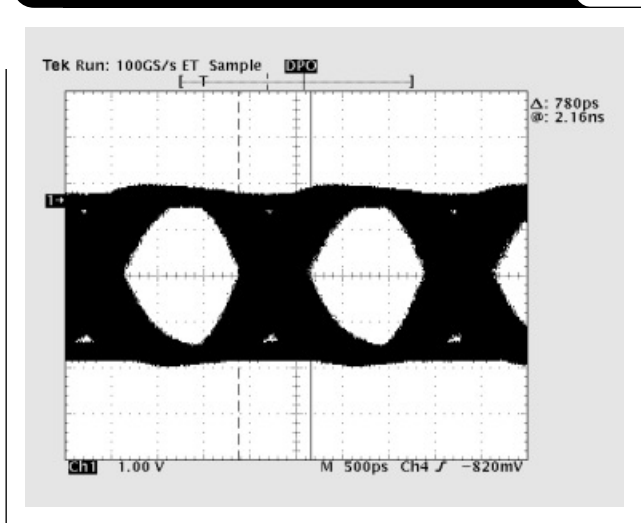 Tek Run: 100GS/s ET Sample DPO
[ T ]
Δ: 780ps
@: 2.16ns
1→
Ch1 1.00 V M 500ps Ch4 ƒ -820mV